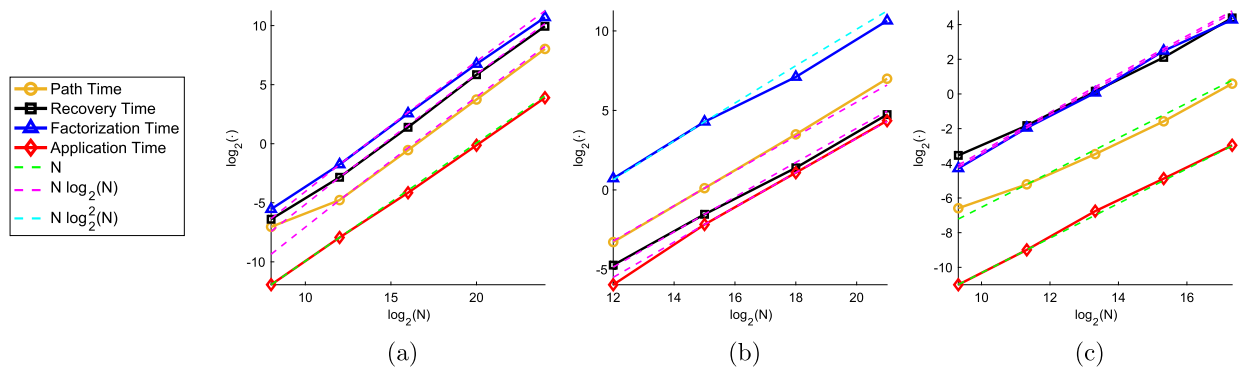 Path Time
Recovery Time
Factorization Time
Application Time
N
N log2(N)
N log2^2(N)
log2(·)
10
5
0
-5
-10
10
15
20
log2(N)
(a)
log2(·)
10
5
0
-5
12
14
16
18
20
log2(N)
(b)
log2(·)
4
2
0
-2
-4
-6
-8
-10
10
12
14
16
log2(N)
(c)